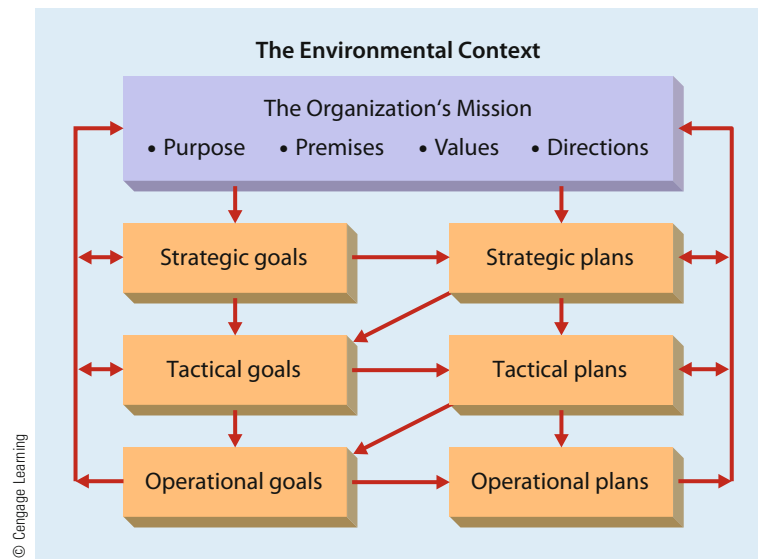 The Environmental Context
The Organization's Mission
• Purpose • Premises • Values • Directions
Strategic goals
Strategic plans
Tactical goals
Tactical plans
Operational goals
Operational plans
© Cengage Learning